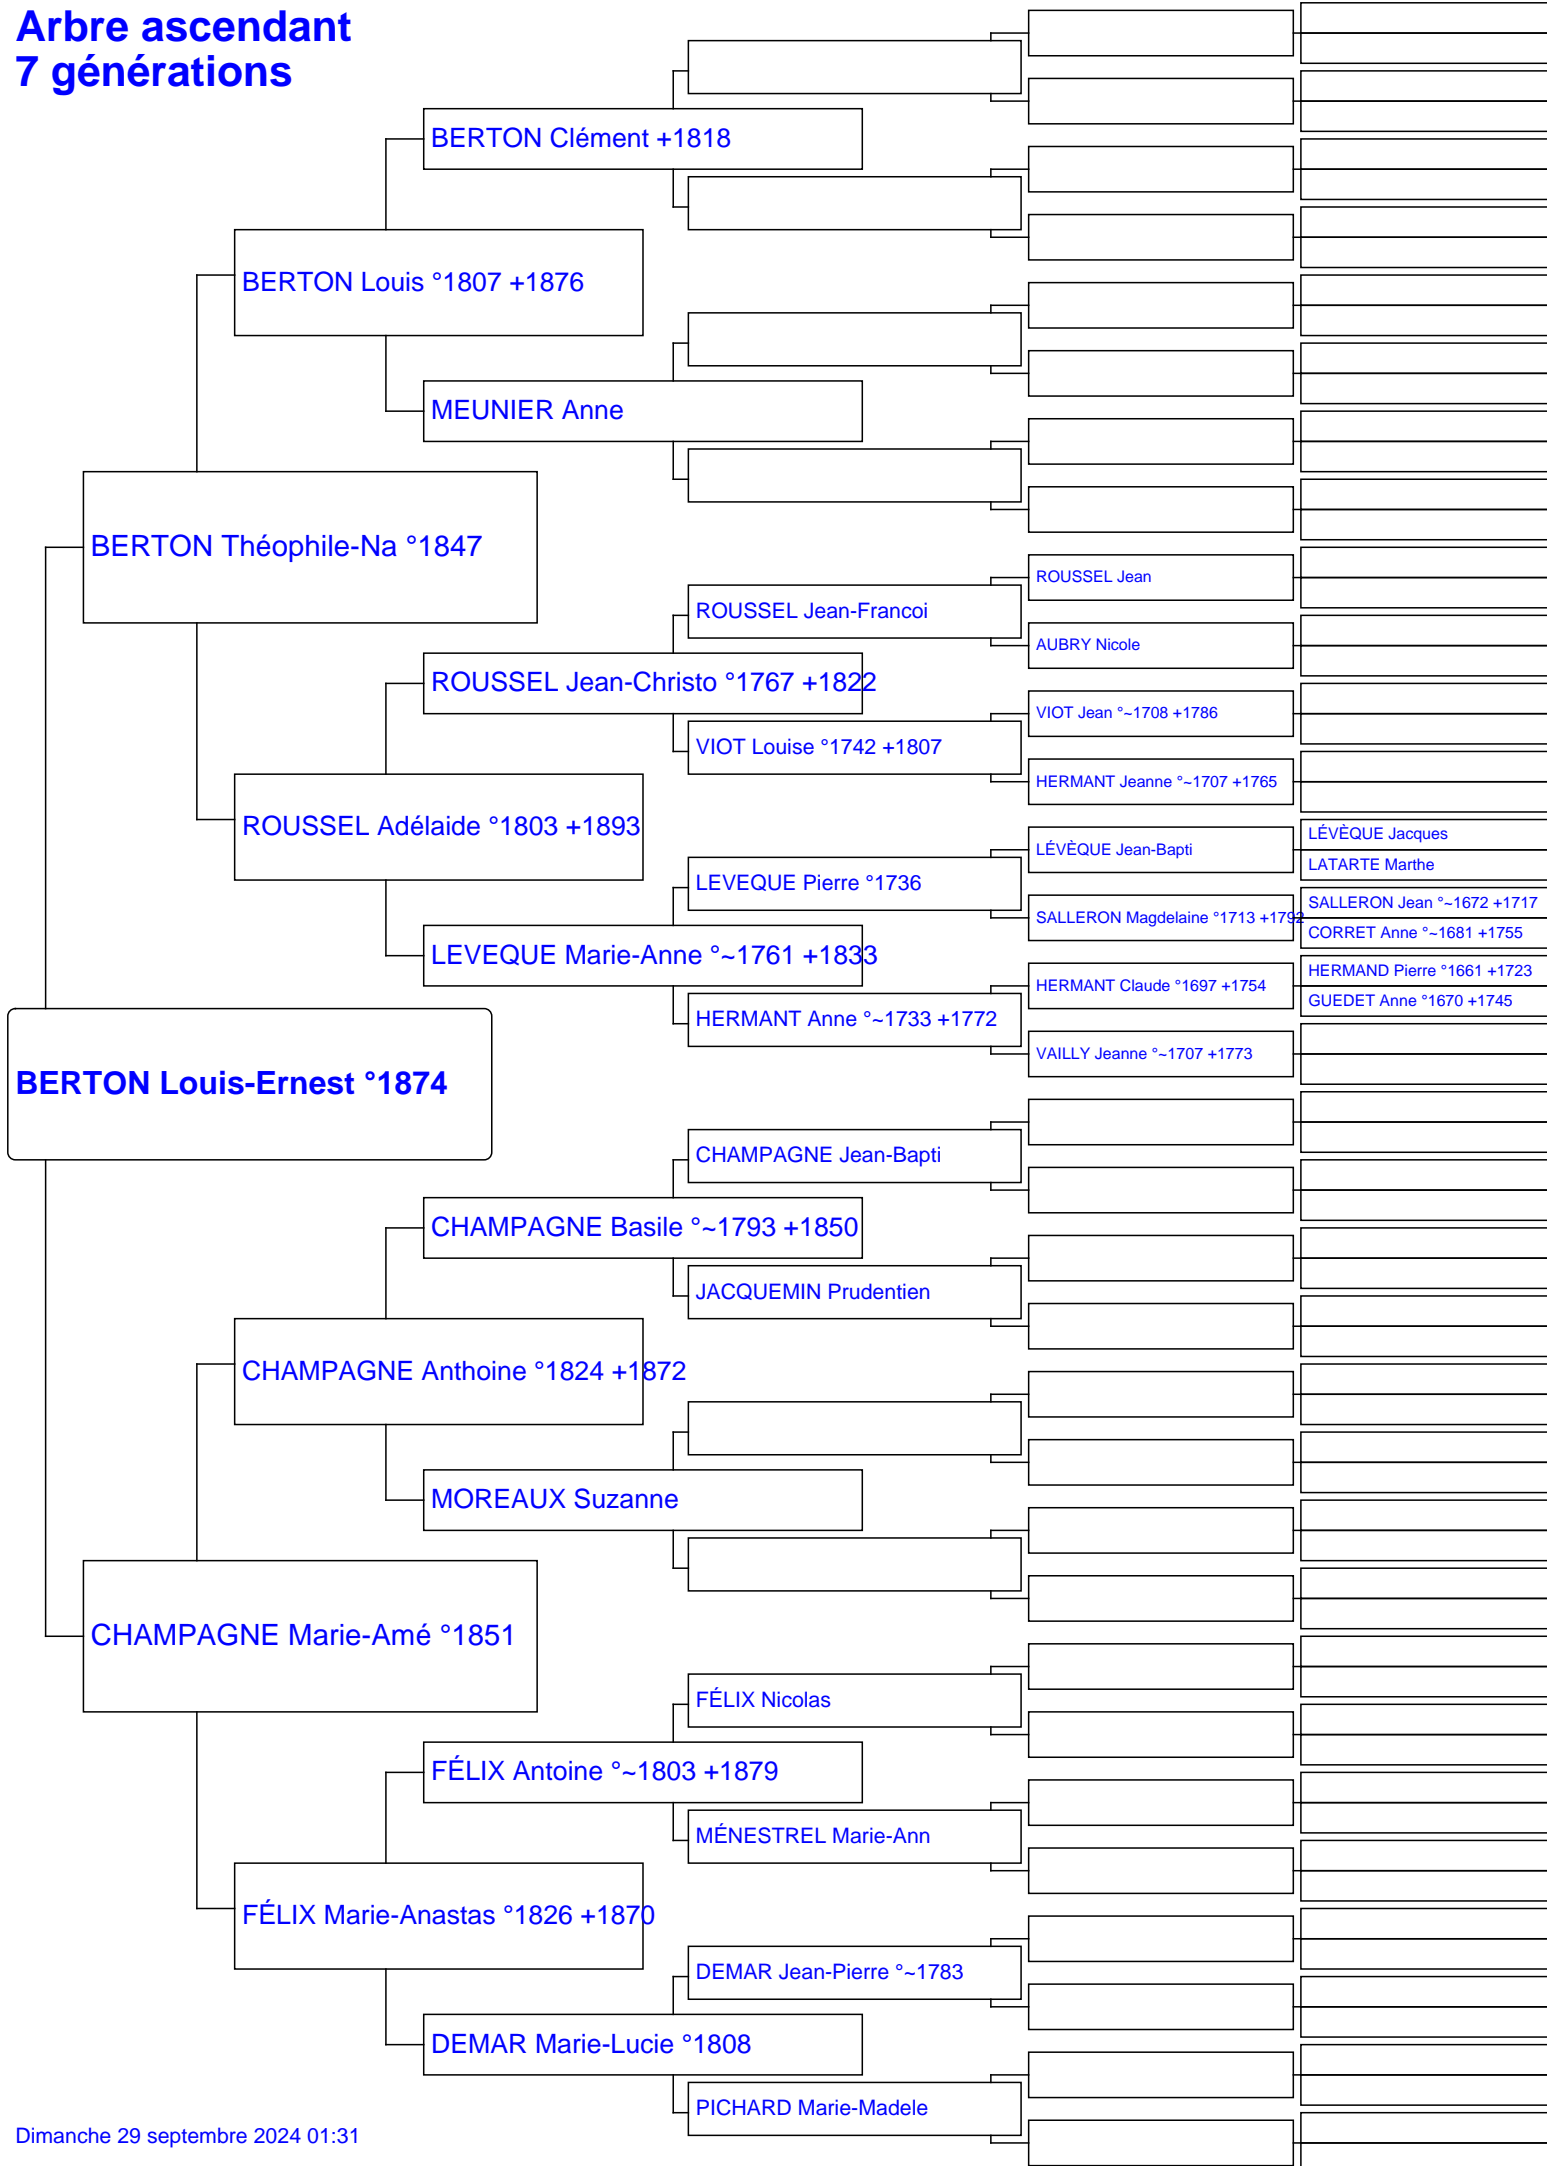 Arbre ascendant
7 générations
BERTON Clément +1818
BERTON Louis °1807 +1876
MEUNIER Anne
BERTON Théophile-Na °1847
ROUSSEL Jean
ROUSSEL Jean-Francoi
AUBRY Nicole
ROUSSEL Jean-Christo °1767 +1822
VIOT Jean °~1708 +1786
VIOT Louise °1742 +1807
HERMANT Jeanne °~1707 +1765
ROUSSEL Adélaide °1803 +1893
LÉVÈQUE Jacques
LÉVÈQUE Jean-Bapti
LATARTE Marthe
LEVEQUE Pierre °1736
SALLERON Jean °~1672 +1717
SALLERON Magdelaine °1713 +1792
CORRET Anne °~1681 +1755
LEVEQUE Marie-Anne °~1761 +1833
HERMAND Pierre °1661 +1723
HERMANT Claude °1697 +1754
GUEDET Anne °1670 +1745
HERMANT Anne °~1733 +1772
VAILLY Jeanne °~1707 +1773
BERTON Louis-Ernest °1874
CHAMPAGNE Jean-Bapti
CHAMPAGNE Basile °~1793 +1850
JACQUEMIN Prudentien
CHAMPAGNE Anthoine °1824 +1872
MOREAUX Suzanne
CHAMPAGNE Marie-Amé °1851
FÉLIX Nicolas
FÉLIX Antoine °~1803 +1879
MÉNESTREL Marie-Ann
FÉLIX Marie-Anastas °1826 +1870
DEMAR Jean-Pierre °~1783
DEMAR Marie-Lucie °1808
PICHARD Marie-Madele
Dimanche 29 septembre 2024 01:31